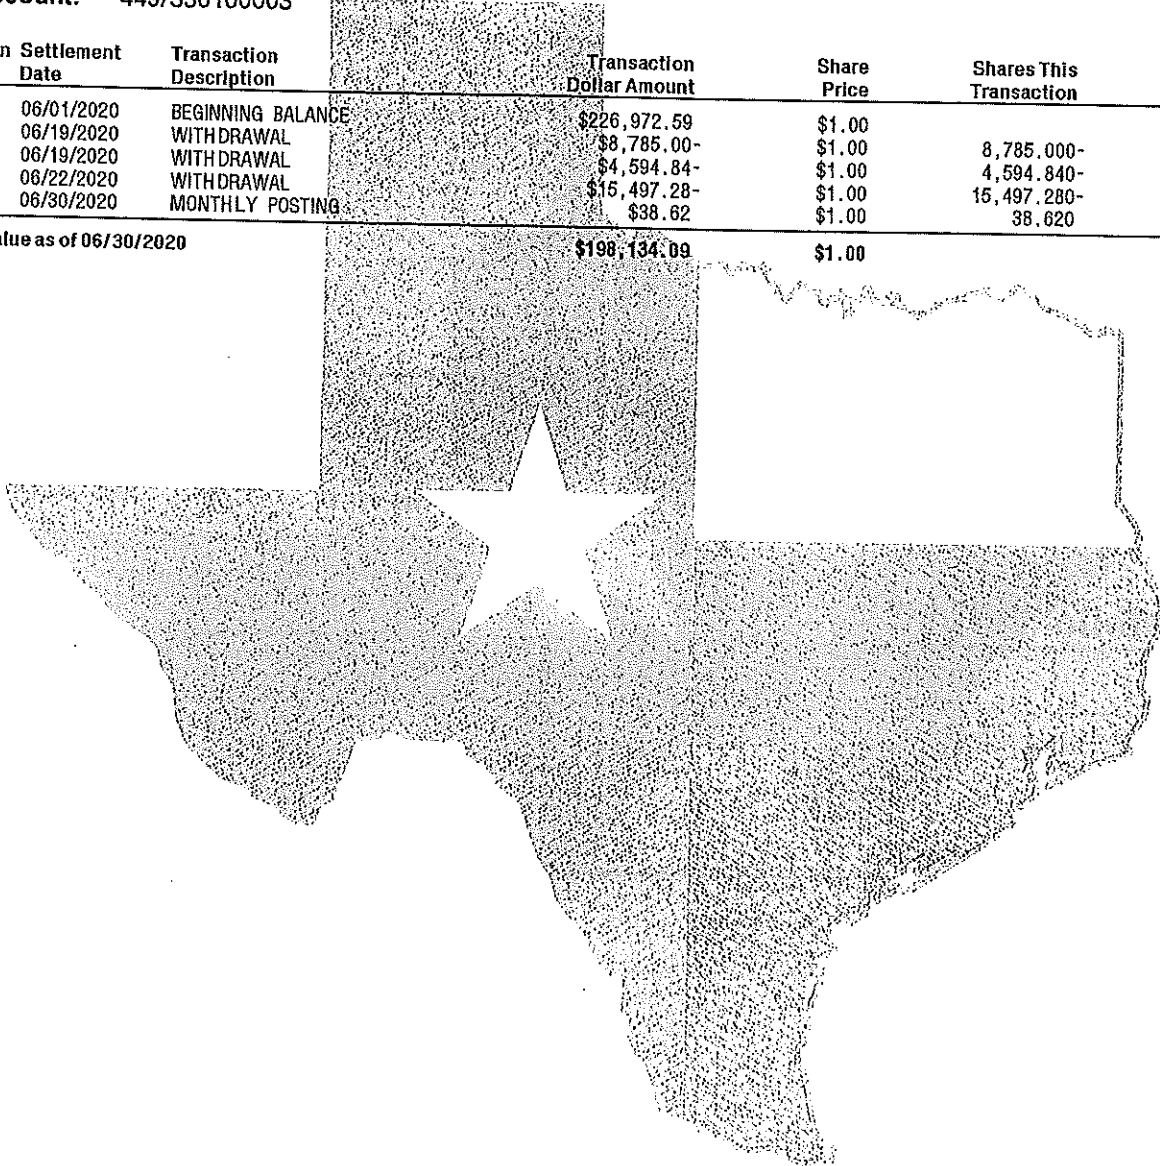 n Settlement Transaction Transaction Share Shares This
Date Description Dollar Amount Price Transaction
06/01/2020 BEGINNING BALANCE $226,972.59 $1.00
06/19/2020 WITHDRAWAL $8,785.00- $1.00 8,785.000-
06/19/2020 WITHDRAWAL $4,594.84- $1.00 4,594.840-
06/22/2020 WITHDRAWAL $15,497.28- $1.00 15,497.280-
06/30/2020 MONTHLY POSTING $38.62 $1.00 38.620
alue as of 06/30/2020 $198,134.09 $1.00